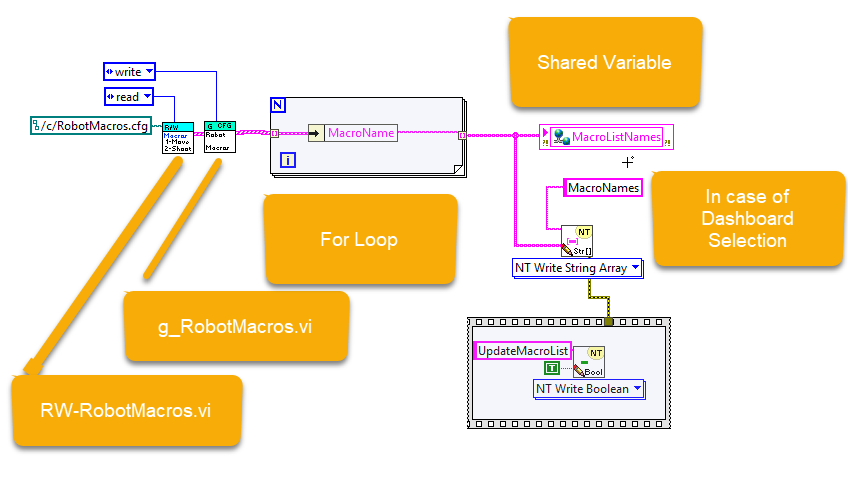 Shared Variable
write
read
/c/RobotMacros.cfg
R/W
Macros
1-Move
2-Shoot
G CFG
Robot
Macros
N
MacroName
i
MacroListNames
?!
?!
MacroNames
In case of
Dashboard
Selection
For Loop
NT
Str[]
NT Write String Array
g_RobotMacros.vi
UpdateMacroList
NT
T
Bool
NT Write Boolean
RW-RobotMacros.vi